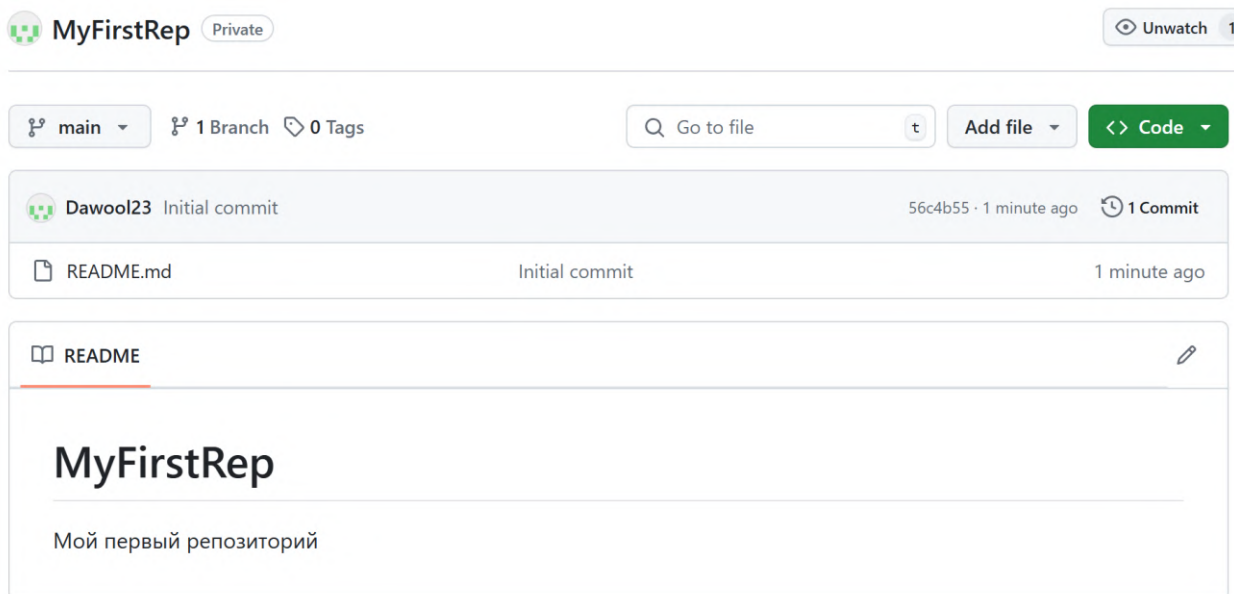 MyFirstRep Private Unwatch 1
main 1 Branch 0 Tags Go to file t Add file Code
Dawool23 Initial commit 56c4b55 · 1 minute ago 1 Commit
README.md Initial commit 1 minute ago
README
MyFirstRep
Мой первый репозиторий